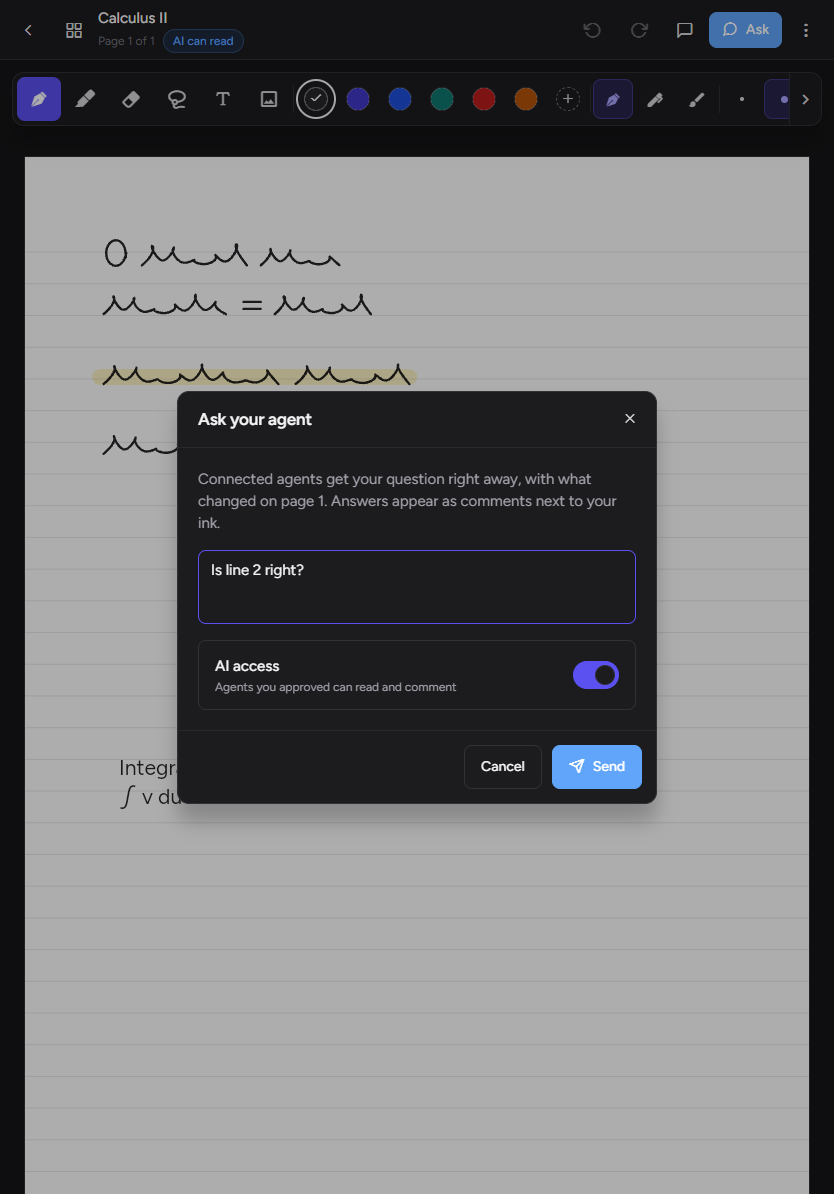 Calculus II
Page 1 of 1 AI can read
Ask
T
Ask your agent
Connected agents get your question right away, with what
changed on page 1. Answers appear as comments next to your
ink.
Is line 2 right?
AI access
Agents you approved can read and comment
Cancel Send
∫ v du